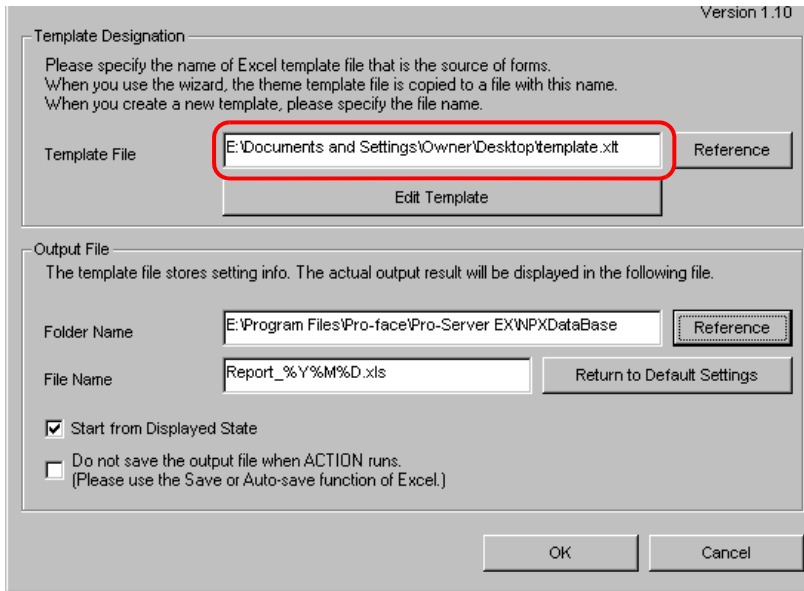 Version 1.10
Template Designation
Please specify the name of Excel template file that is the source of forms.
When you use the wizard, the theme template file is copied to a file with this name.
When you create a new template, please specify the file name.
Template File
E:\Documents and Settings\Owner\Desktop\template.xlt
Reference
Edit Template
Output File
The template file stores setting info. The actual output result will be displayed in the following file.
Folder Name
E:\Program Files\Pro-face\Pro-Server EX\NPXDataBase
Reference
File Name
Report_%Y%M%D.xls
Return to Default Settings
Start from Displayed State
Do not save the output file when ACTION runs.
(Please use the Save or Auto-save function of Excel.)
OK
Cancel